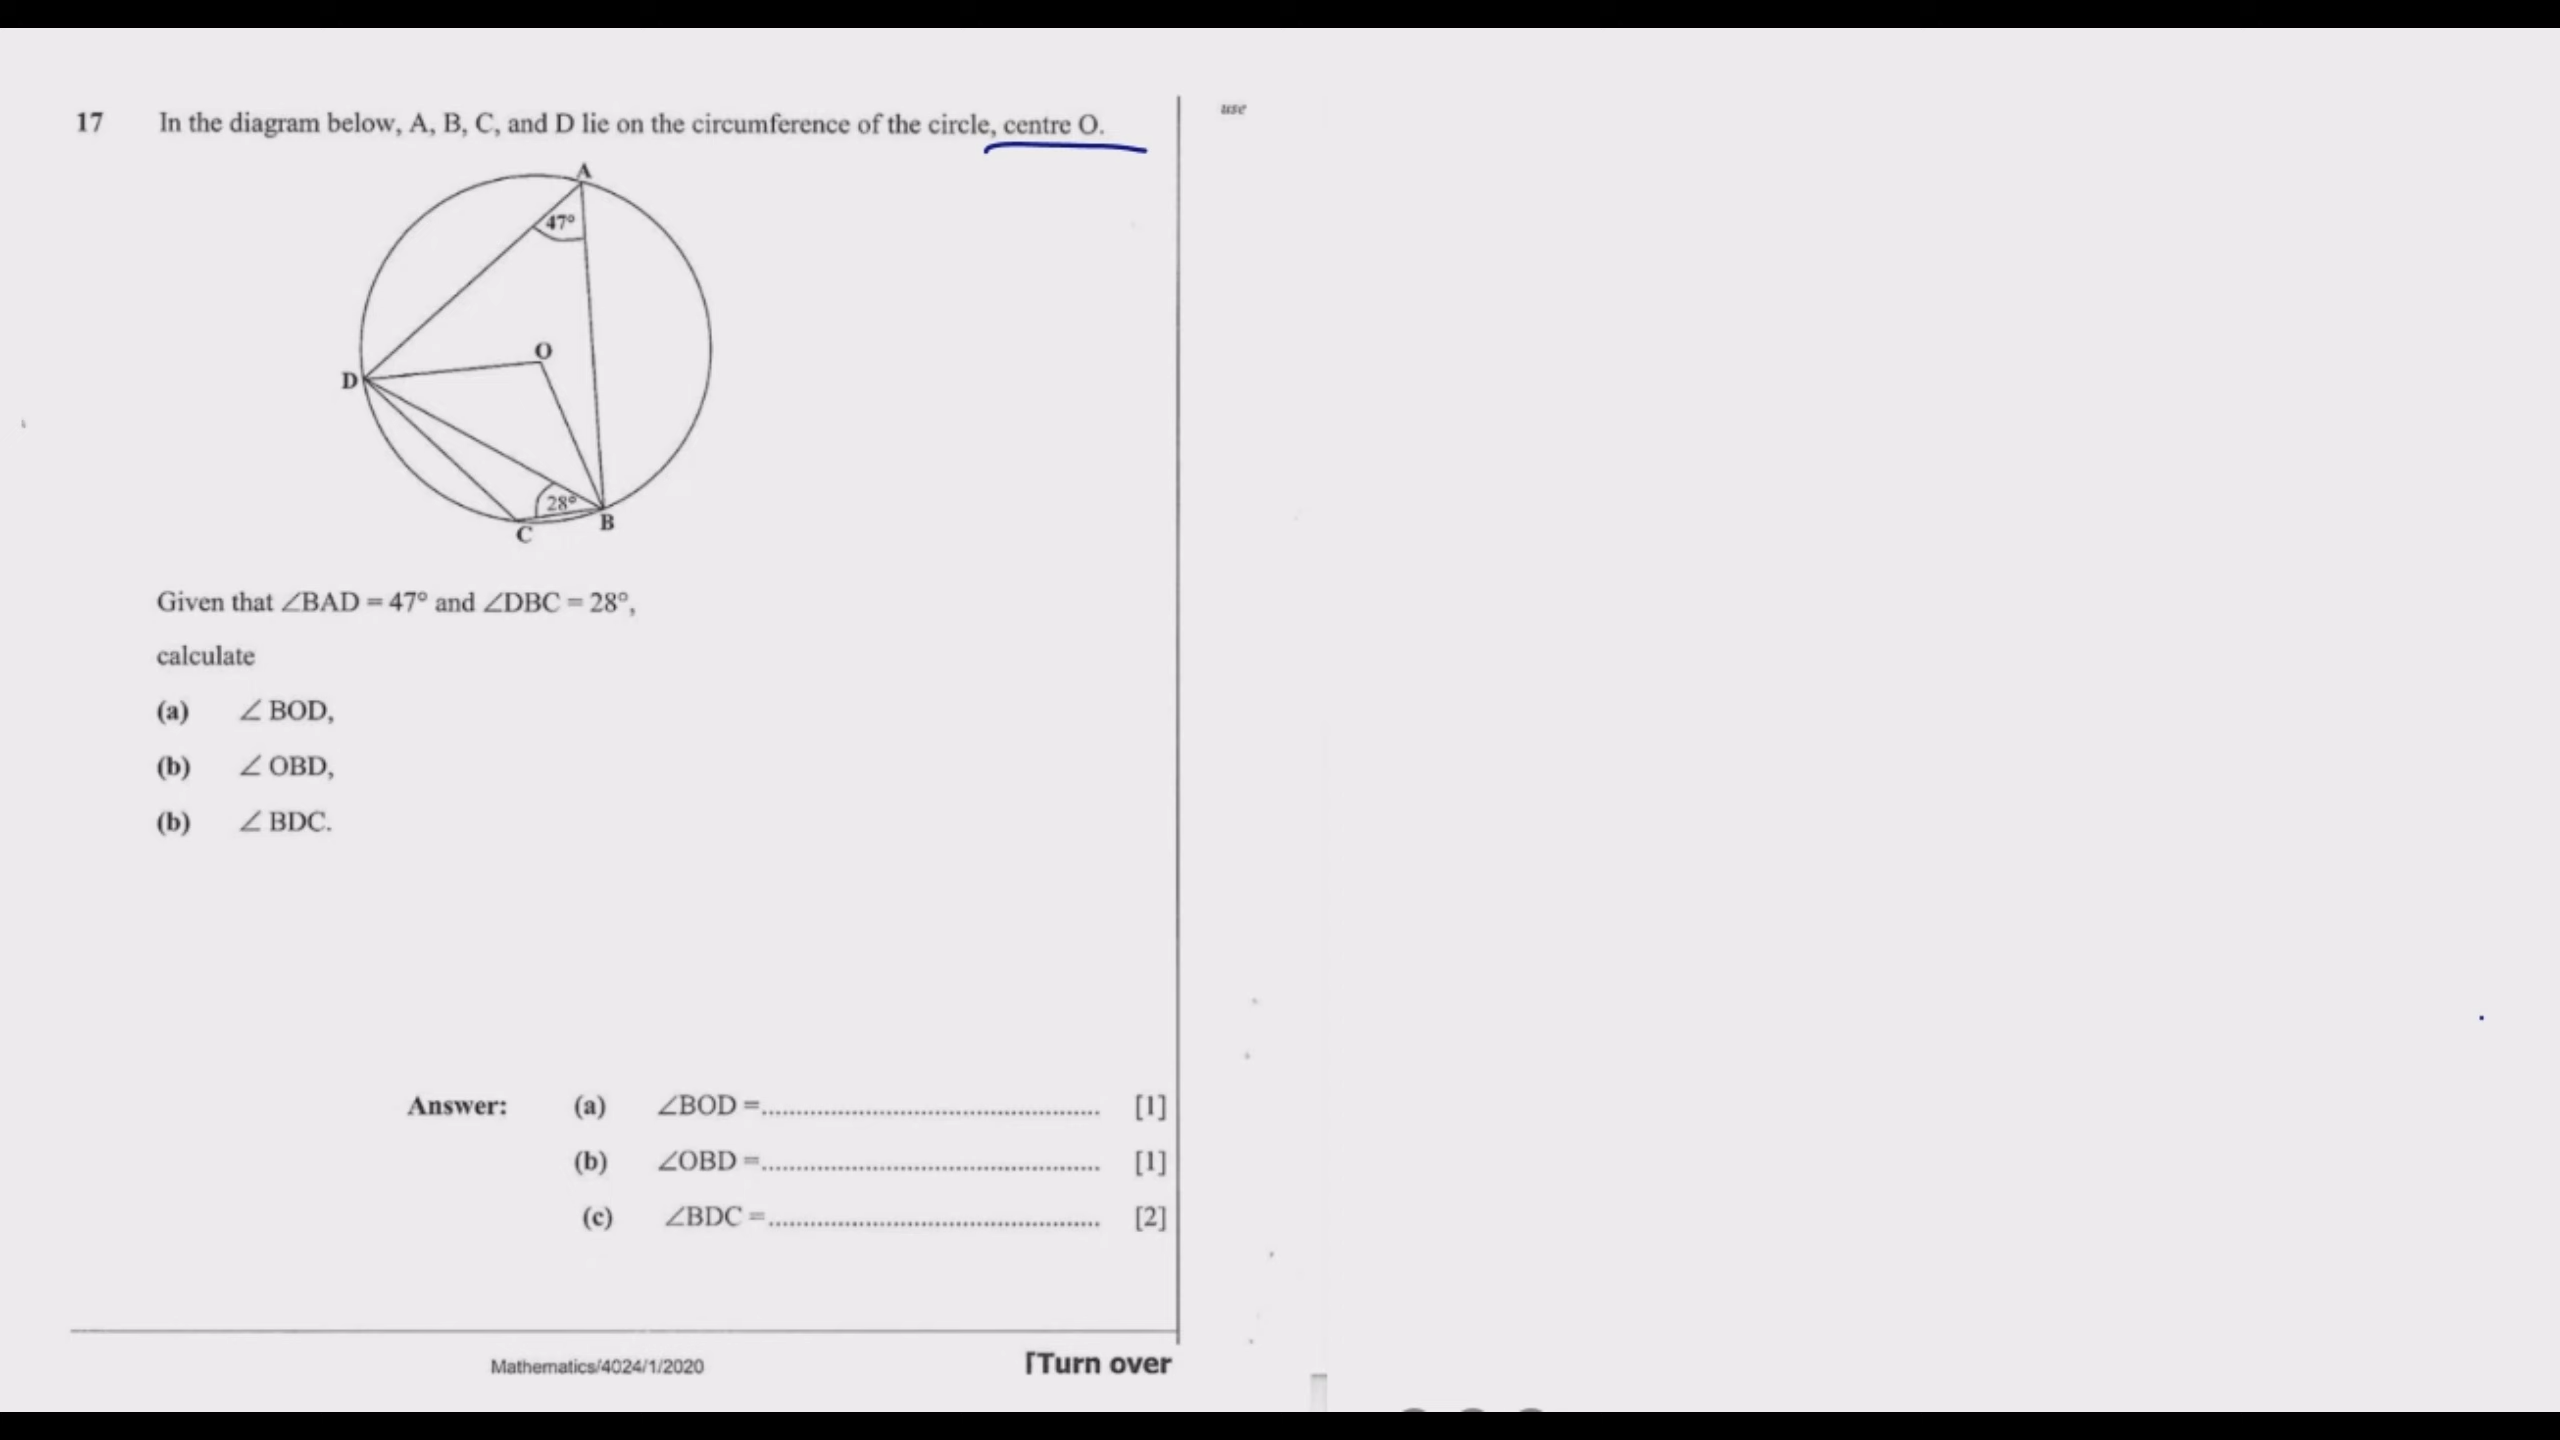 17 In the diagram below, A, B, C, and D lie on the circumference of the circle, centre O.
use
A
47°
O
D
28°
B
C
Given that ∠BAD = 47° and ∠DBC = 28°,
calculate
(a) ∠ BOD,
(b) ∠ OBD,
(b) ∠ BDC.
Answer: (a) ∠BOD =................................................ [1]
(b) ∠OBD =................................................ [1]
(c) ∠BDC =............................................... [2]
Mathematics/4024/1/2020
[Turn over